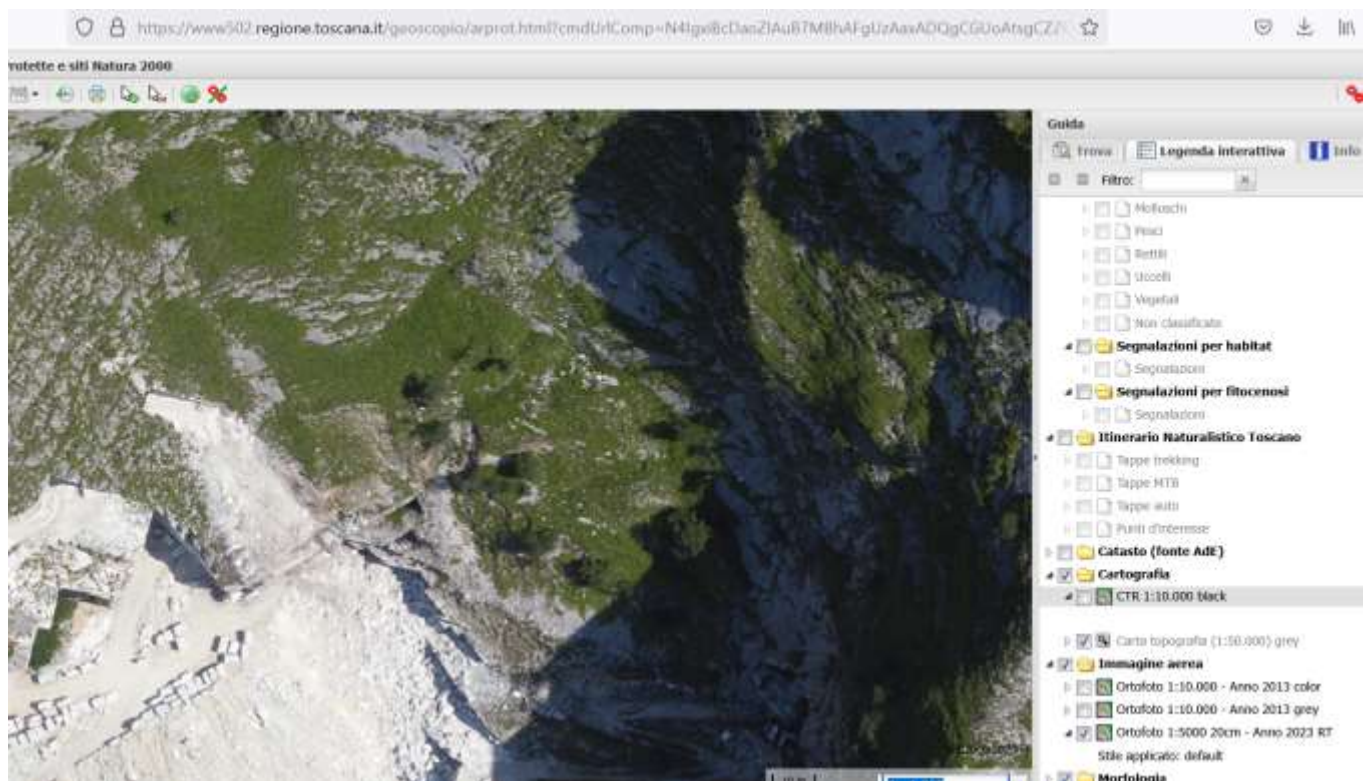 https://www502.regione.toscana.it/geoscopio/arprot.html?cmdUrlComp=
rotette e siti Natura 2000
Guida
Trova
Legenda interattiva
Info
Filtro:
Molluschi
Pesci
Rettili
Uccelli
Vegetali
Non classificato
Segnalazioni per habitat
Segnalazioni
Segnalazioni per fitocenosi
Segnalazioni
Itinerario Naturalistico Toscano
Tappe trekking
Tappe MTB
Tappe auto
Punti d'interesse
Catasto (fonte AdE)
Cartografia
CTR 1:10.000 black
Carta topografia (1:50.000) grey
Immagine aerea
Ortofoto 1:10.000 - Anno 2013 color
Ortofoto 1:10.000 - Anno 2013 grey
Ortofoto 1:5000 20cm - Anno 2023 RT
Stile applicato: default
Morfologia